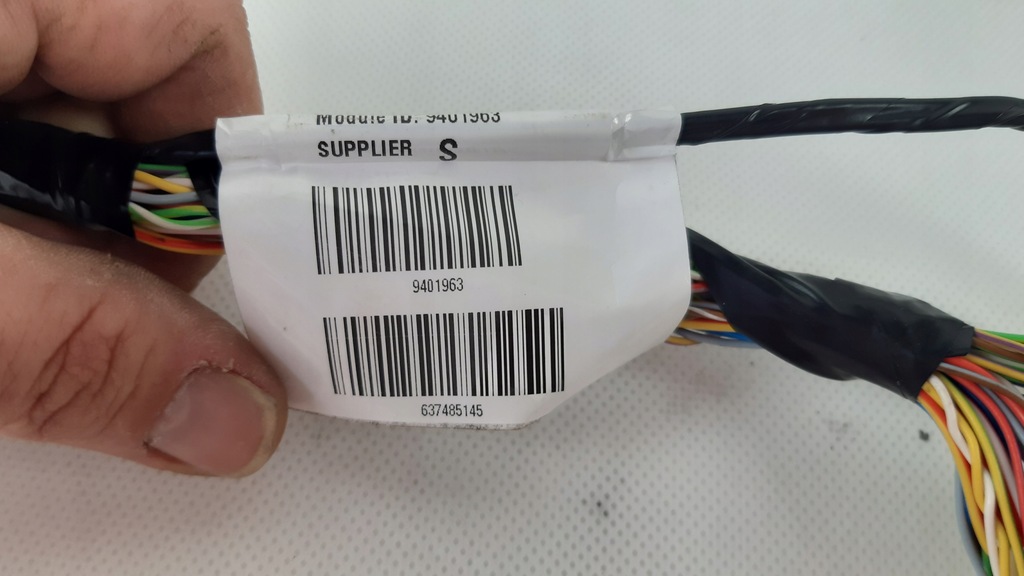 Module ID: 9401963
SUPPLIER S
9401963
637485145